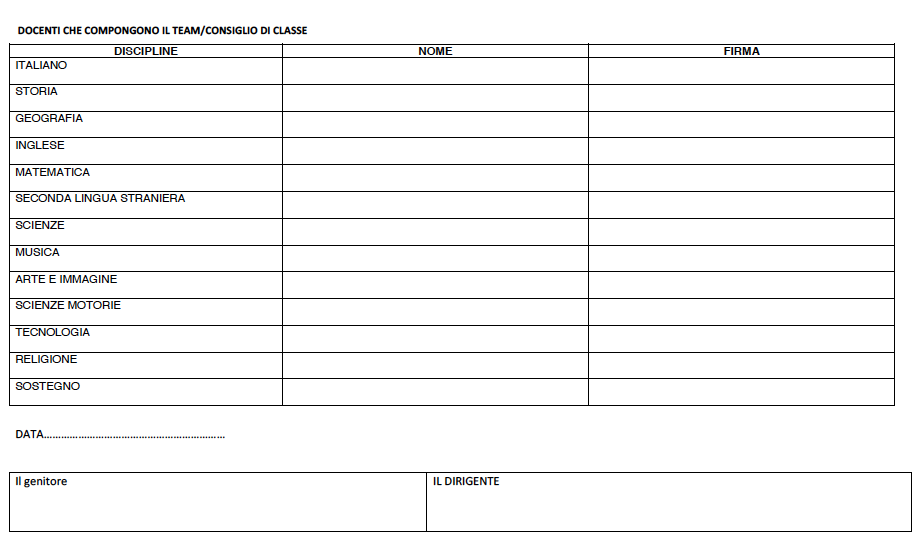 DOCENTI CHE COMPONGONO IL TEAM/CONSIGLIO DI CLASSE
DISCIPLINE NOME FIRMA
ITALIANO
STORIA
GEOGRAFIA
INGLESE
MATEMATICA
SECONDA LINGUA STRANIERA
SCIENZE
MUSICA
ARTE E IMMAGINE
SCIENZE MOTORIE
TECNOLOGIA
RELIGIONE
SOSTEGNO
DATA………………………………………………………
Il genitore IL DIRIGENTE